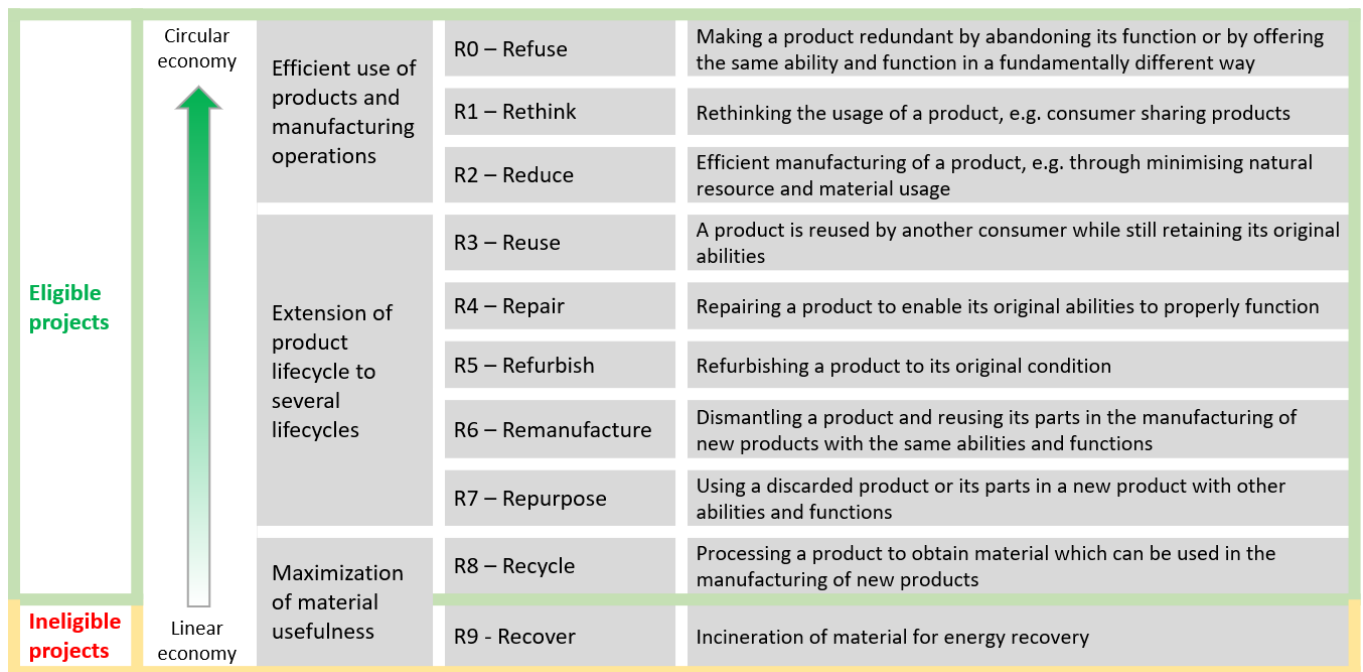 Eligible
projects
Ineligible
projects
Circular
economy
Linear
economy
Efficient use of
products and
manufacturing
operations
R0 – Refuse
Making a product redundant by abandoning its function or by offering
the same ability and function in a fundamentally different way
R1 – Rethink
Rethinking the usage of a product, e.g. consumer sharing products
R2 – Reduce
Efficient manufacturing of a product, e.g. through minimising natural
resource and material usage
Extension of
product
lifecycle to
several
lifecycles
R3 – Reuse
A product is reused by another consumer while still retaining its original
abilities
R4 – Repair
Repairing a product to enable its original abilities to properly function
R5 – Refurbish
Refurbishing a product to its original condition
R6 – Remanufacture
Dismantling a product and reusing its parts in the manufacturing of
new products with the same abilities and functions
R7 – Repurpose
Using a discarded product or its parts in a new product with other
abilities and functions
Maximization
of material
usefulness
R8 – Recycle
Processing a product to obtain material which can be used in the
manufacturing of new products
R9 - Recover
Incineration of material for energy recovery